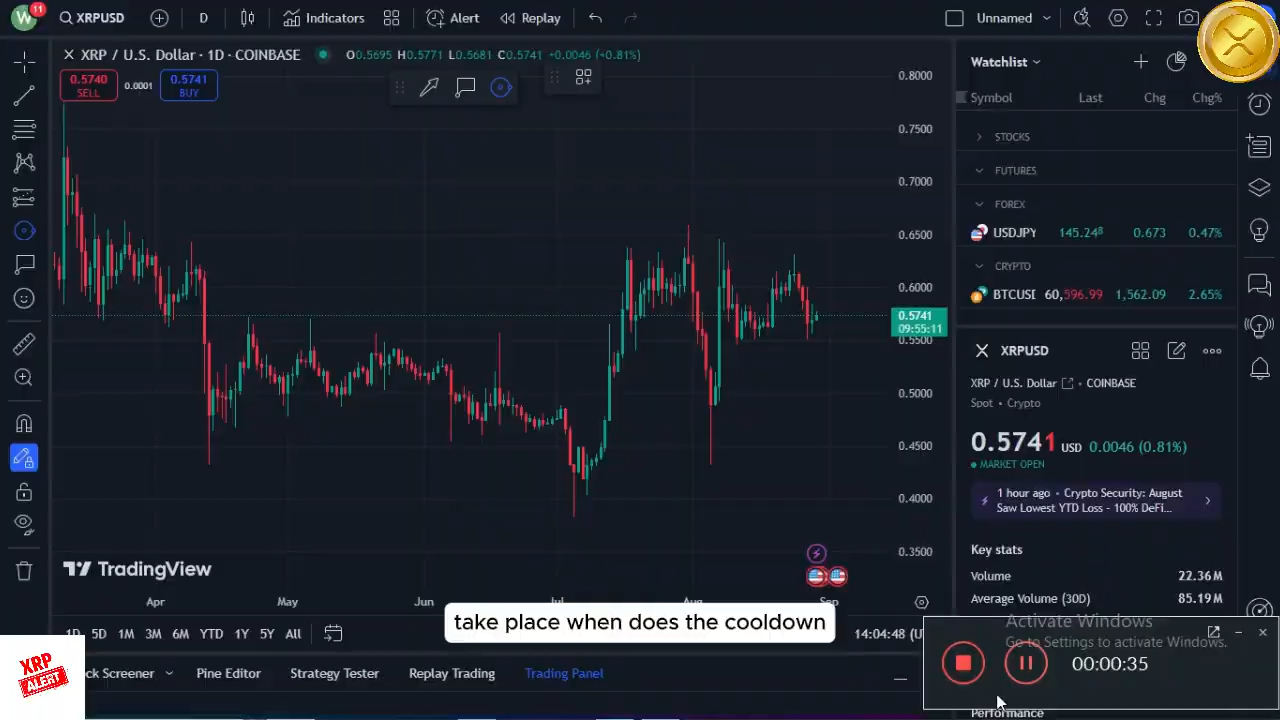 W 11 XRPUSD D Indicators Alert Replay Unnamed
XRP / U.S. Dollar · 1D · COINBASE O0.5695 H0.5771 L0.5681 C0.5741 +0.0046 (+0.81%)
0.5740 SELL 0.0001 0.5741 BUY
0.8000
0.7500
0.7000
0.6500
0.6000
0.5741
09:55:11
0.5500
0.5000
0.4500
0.4000
0.3500
TradingView
Apr May Jun Jul Aug Sep
take place when does the cooldown
1D 5D 1M 3M 6M YTD 1Y 5Y All 14:04:48 (U
XRP ALERT
ck Screener Pine Editor Strategy Tester Replay Trading Trading Panel
Watchlist
Symbol Last Chg Chg%
STOCKS
FUTURES
FOREX
USDJPY 145.248 0.673 0.47%
CRYPTO
BTCUSI 60,596.99 1,562.09 2.65%
XRPUSD
XRP / U.S. Dollar · COINBASE
Spot · Crypto
0.5741 USD 0.0046 (0.81%)
MARKET OPEN
1 hour ago · Crypto Security: August
Saw Lowest YTD Loss - 100% DeFi...
Key stats
Volume 22.36M
Average Volume (30D) 85.19M
Activate Windows
Go to Settings to activate Windows.
00:00:35
Performance